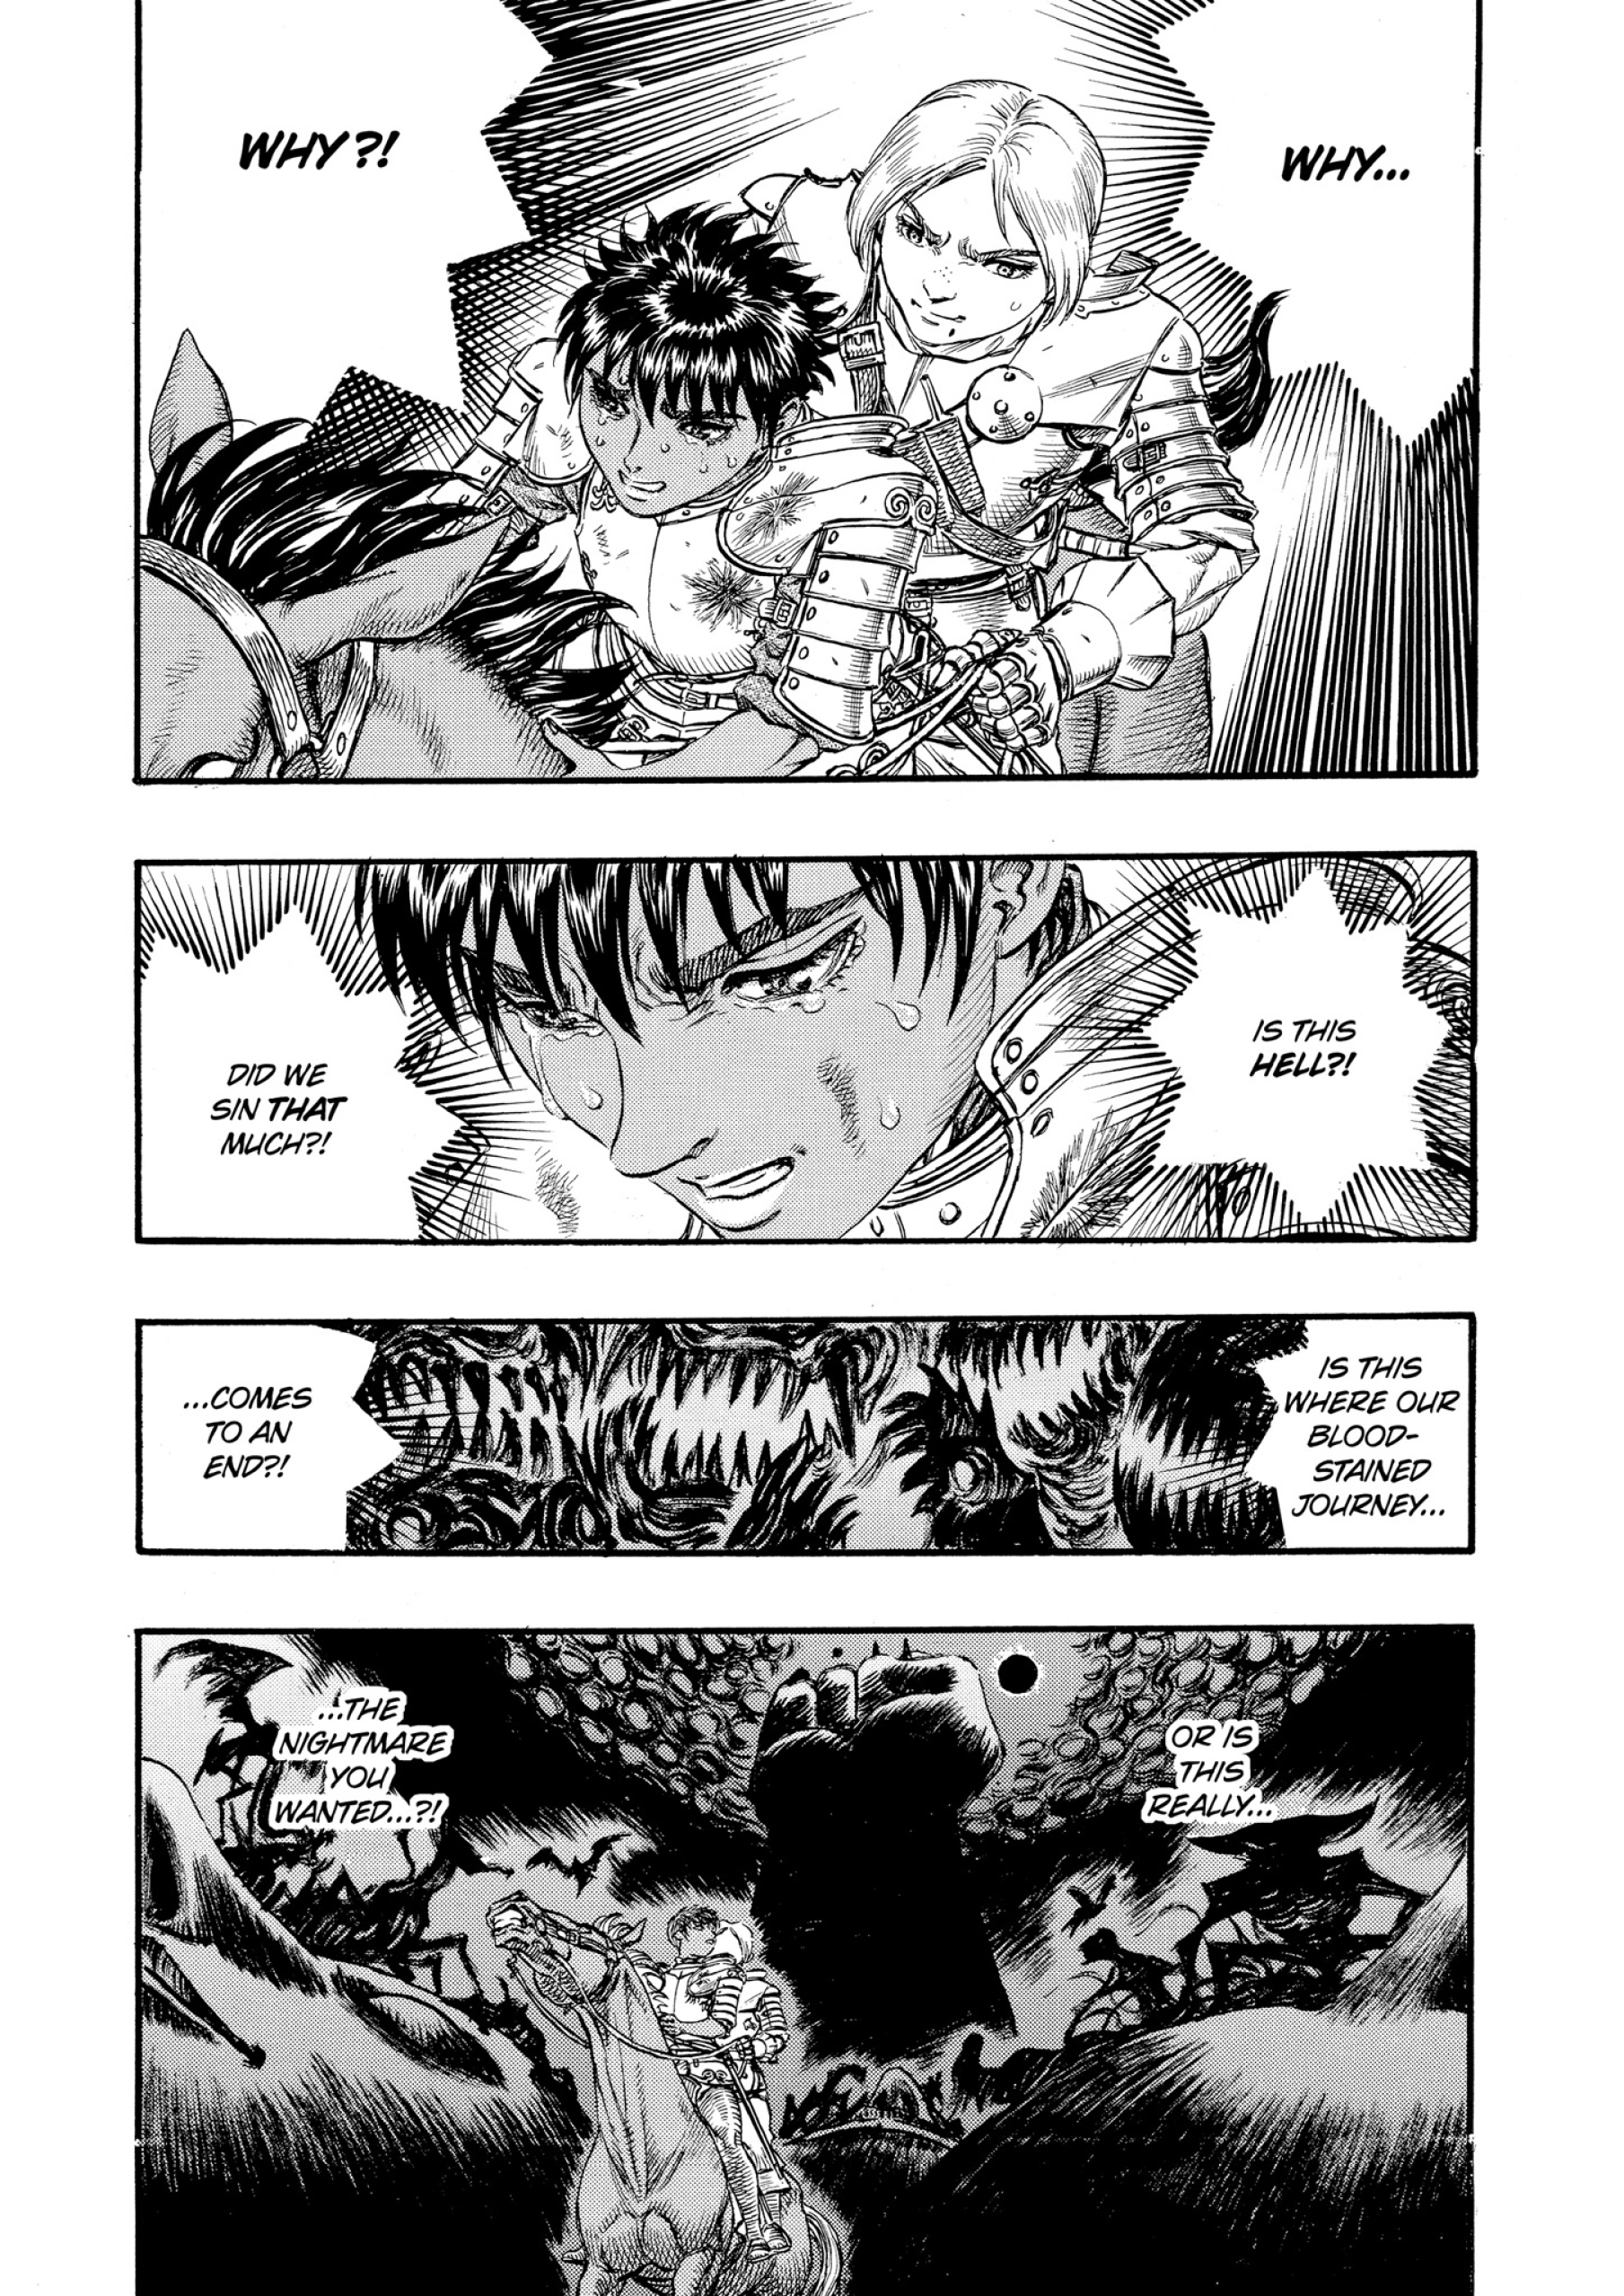 WHY...
WHY?!
IS THIS
HELL?!
DID WE
SIN THAT
MUCH?!
IS THIS
WHERE OUR
BLOOD-
STAINED
JOURNEY...
...COMES
TO AN
END?!
OR IS
THIS
REALLY...
...THE
NIGHTMARE
YOU
WANTED...?!